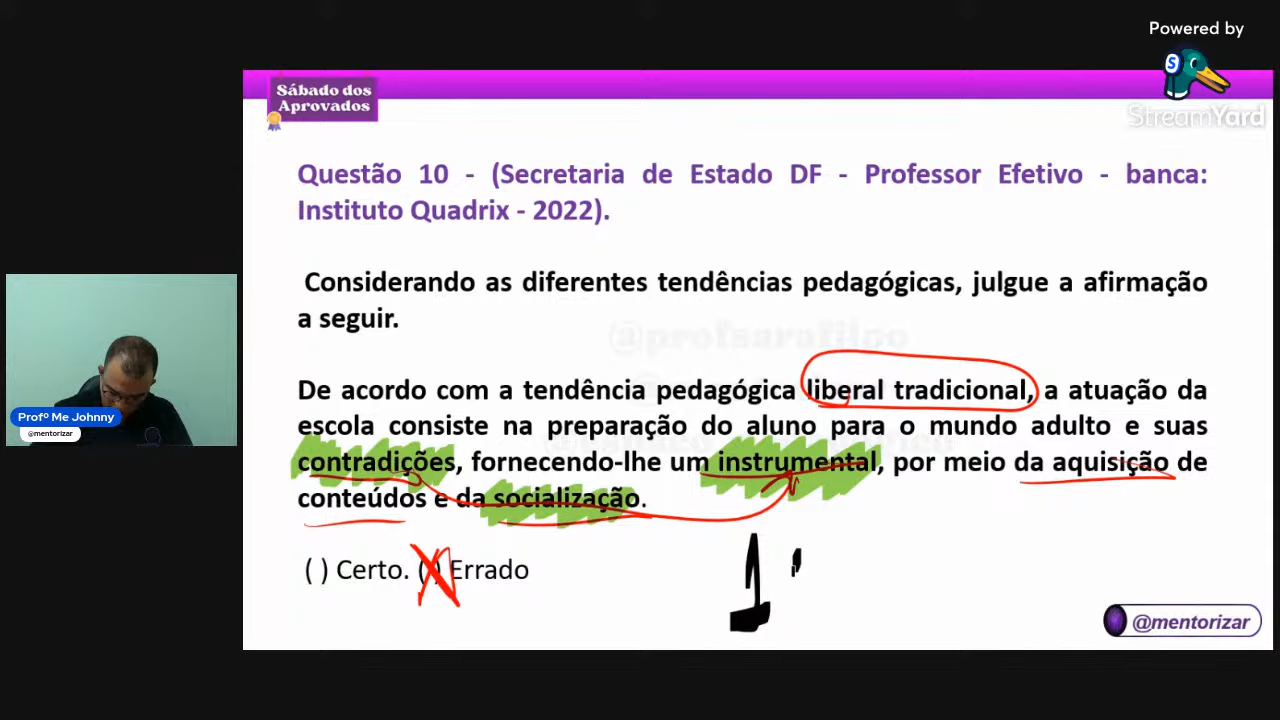 Powered by
StreamYard
Sábado dos
Aprovados
Questão 10 - (Secretaria de Estado DF - Professor Efetivo - banca:
Instituto Quadrix - 2022).
Considerando as diferentes tendências pedagógicas, julgue a afirmação
a seguir.
@profsarafilpo
De acordo com a tendência pedagógica liberal tradicional, a atuação da
escola consiste na preparação do aluno para o mundo adulto e suas
contradições, fornecendo-lhe um instrumental, por meio da aquisição de
conteúdos e da socialização.
( ) Certo. ( ) Errado
1
@mentorizar
Profº Me Johnny
@mentorizar